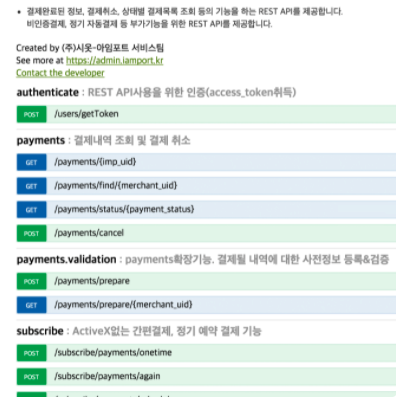 • 결제완료된 정보, 결제취소, 상태별 결제목록 조회 등의 기능을 하는 REST API를 제공합니다.
비인증결제, 정기 자동결제 등 부가기능을 위한 REST API를 제공합니다.
Created by (주)시옷-아임포트 서비스팀
See more at https://admin.iamport.kr
Contact the developer
authenticate : REST API사용을 위한 인증(access_token취득)
POST /users/getToken
payments : 결제내역 조회 및 결제 취소
GET /payments/{imp_uid}
GET /payments/find/{merchant_uid}
GET /payments/status/{payment_status}
POST /payments/cancel
payments.validation : payments확장기능. 결제될 내역에 대한 사전정보 등록&검증
POST /payments/prepare
GET /payments/prepare/{merchant_uid}
subscribe : ActiveX없는 간편결제, 정기 예약 결제 기능
POST /subscribe/payments/onetime
POST /subscribe/payments/again